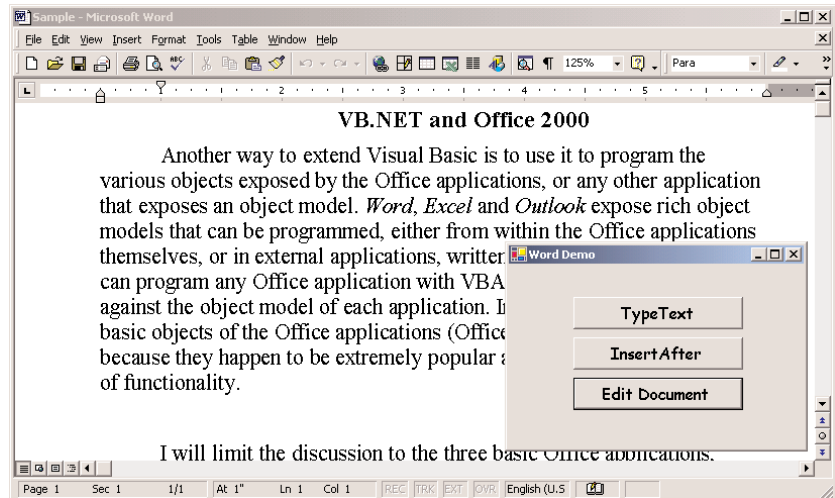 Sample - Microsoft Word
File Edit View Insert Format Tools Table Window Help
125% Para
2 3 4 5
VB.NET and Office 2000
Another way to extend Visual Basic is to use it to program the
various objects exposed by the Office applications, or any other application
that exposes an object model. Word, Excel and Outlook expose rich object
models that can be programmed, either from within the Office applications
themselves, or in external applications, written
can program any Office application with VBA
against the object model of each application. I
basic objects of the Office applications (Office
because they happen to be extremely popular a
of functionality.
I will limit the discussion to the three basic Office applications,
Word Demo
TypeText
InsertAfter
Edit Document
Page 1 Sec 1 1/1 At 1" Ln 1 Col 1 REC TRK EXT OVR English (U.S